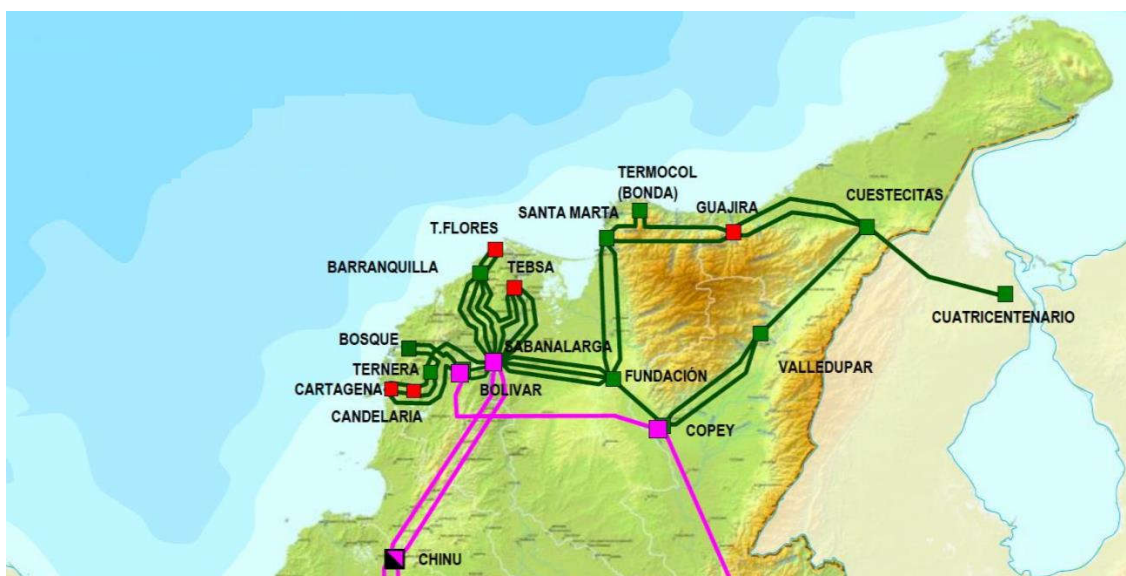 TERMOCOL
(BONDA)
CUESTECITAS
SANTA MARTA
GUAJIRA
T.FLORES
BARRANQUILLA
TEBSA
CUATRICENTENARIO
BOSQUE
SABANALARGA
TERNERA
VALLEDUPAR
FUNDACIÓN
CARTAGENA
BOLIVAR
CANDELARIA
COPEY
CHINU